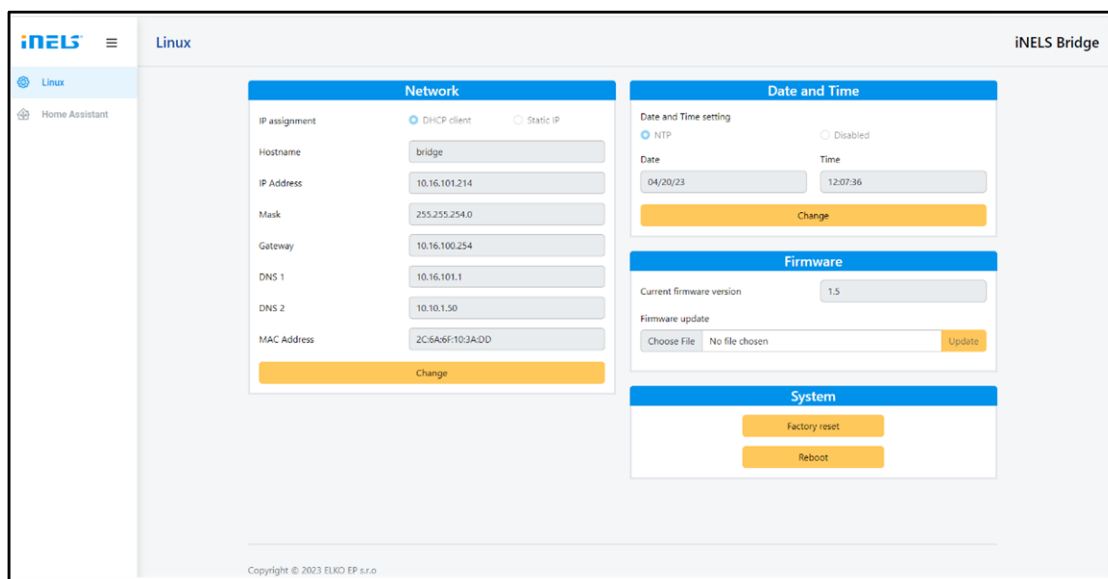 iNELS
Linux
iNELS Bridge
Linux
Home Assistant
Network
IP assignment
DHCP client
Static IP
Hostname
bridge
IP Address
10.16.101.214
Mask
255.255.254.0
Gateway
10.16.100.254
DNS 1
10.16.101.1
DNS 2
10.10.1.50
MAC Address
2C:6A:6F:10:3A:DD
Change
Date and Time
Date and Time setting
NTP
Disabled
Date
Time
04/20/23
12:07:36
Change
Firmware
Current firmware version
1.5
Firmware update
Choose File
No file chosen
Update
System
Factory reset
Reboot
Copyright © 2023 ELKO EP s.r.o